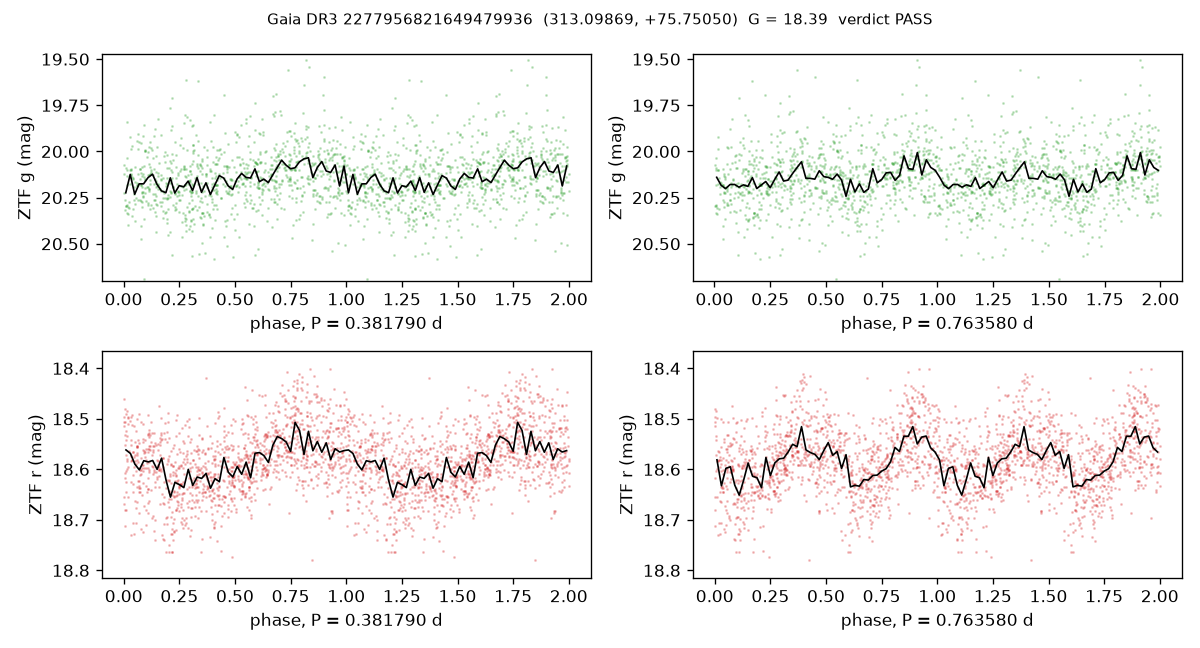 Gaia DR3 2277956821649479936 (313.09869, +75.75050) G = 18.39 verdict PASS
19.50
19.75
20.00
20.25
20.50
ZTF g (mag)
0.00 0.25 0.50 0.75 1.00 1.25 1.50 1.75 2.00
phase, P = 0.381790 d
19.50
19.75
20.00
20.25
20.50
ZTF g (mag)
0.00 0.25 0.50 0.75 1.00 1.25 1.50 1.75 2.00
phase, P = 0.763580 d
18.4
18.5
18.6
18.7
18.8
ZTF r (mag)
0.00 0.25 0.50 0.75 1.00 1.25 1.50 1.75 2.00
phase, P = 0.381790 d
18.4
18.5
18.6
18.7
18.8
ZTF r (mag)
0.00 0.25 0.50 0.75 1.00 1.25 1.50 1.75 2.00
phase, P = 0.763580 d